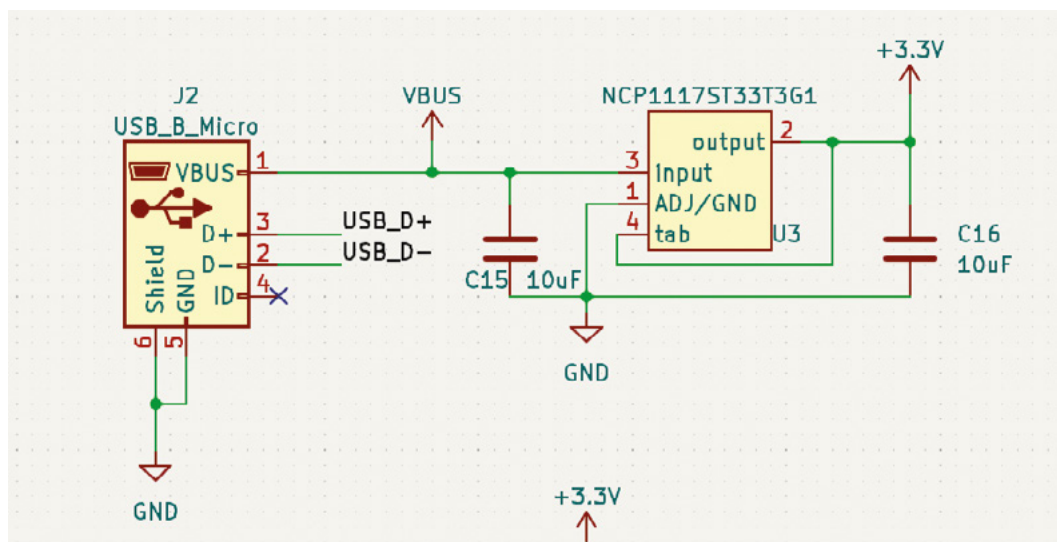 +3.3V
J2
VBUS
NCP1117ST33T3G1
USB_B_Micro
output
2
VBUS
1
3
Input
1
ADJ/GND
D+
3
USB_D+
4
tab
U3
C16
D-
2
USB_D-
10uF
ID
4
C15
10uF
Shield
GND
6
5
GND
GND
+3.3V